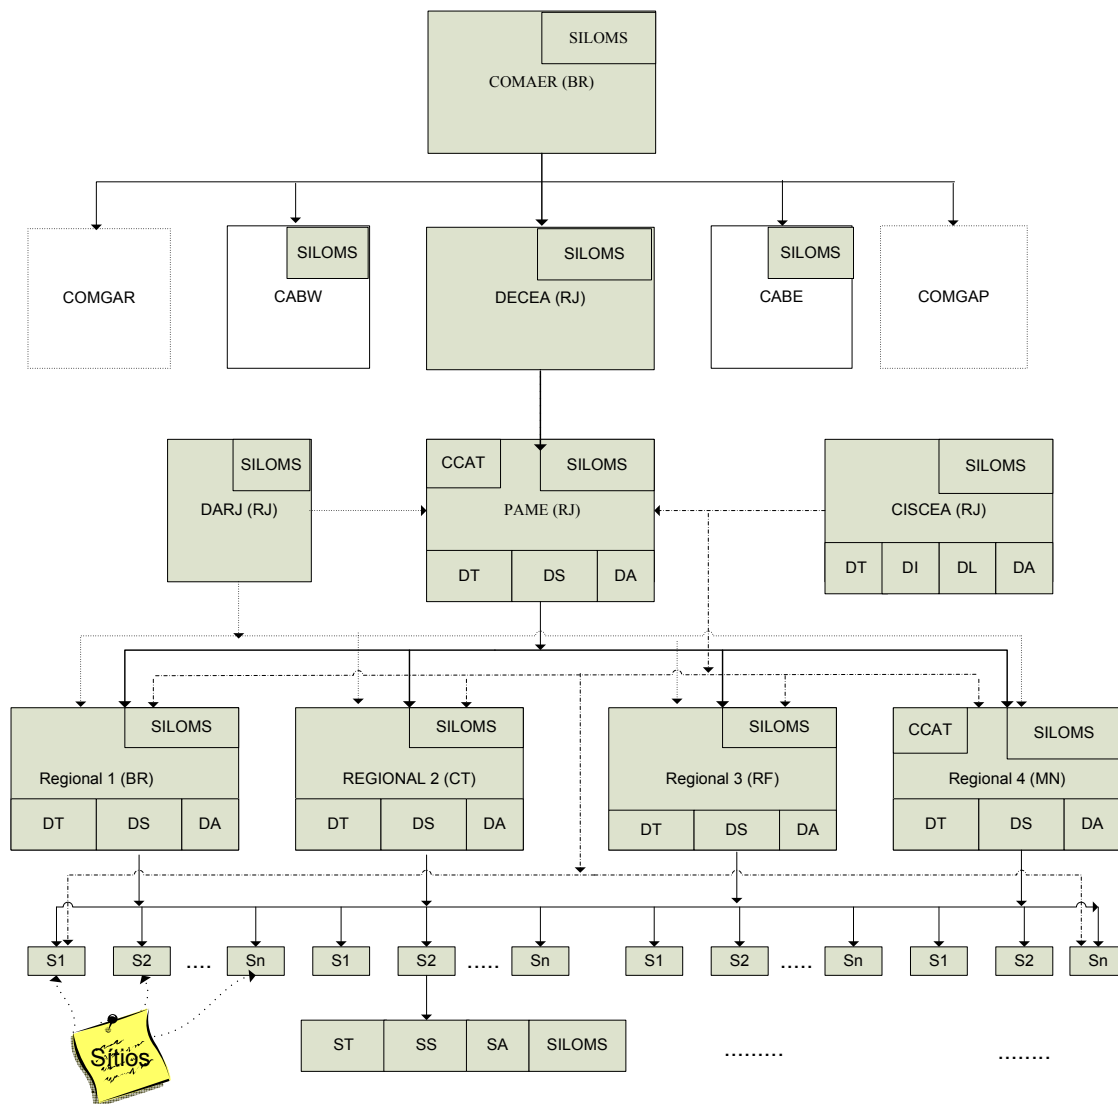 SILOMS
COMAER (BR)
COMGAR
SILOMS
CABW
SILOMS
DECEA (RJ)
SILOMS
CABE
COMGAP
SILOMS
DARJ (RJ)
CCAT
SILOMS
PAME (RJ)
DT DS DA
SILOMS
CISCEA (RJ)
DT DI DL DA
SILOMS
Regional 1 (BR)
DT DS DA
SILOMS
REGIONAL 2 (CT)
DT DS DA
SILOMS
Regional 3 (RF)
DT DS DA
CCAT
SILOMS
Regional 4 (MN)
DT DS DA
S1 S2 .... Sn S1 S2 ..... Sn S1 S2 ..... Sn S1 S2 Sn
Sítios
ST SS SA SILOMS ......... ........